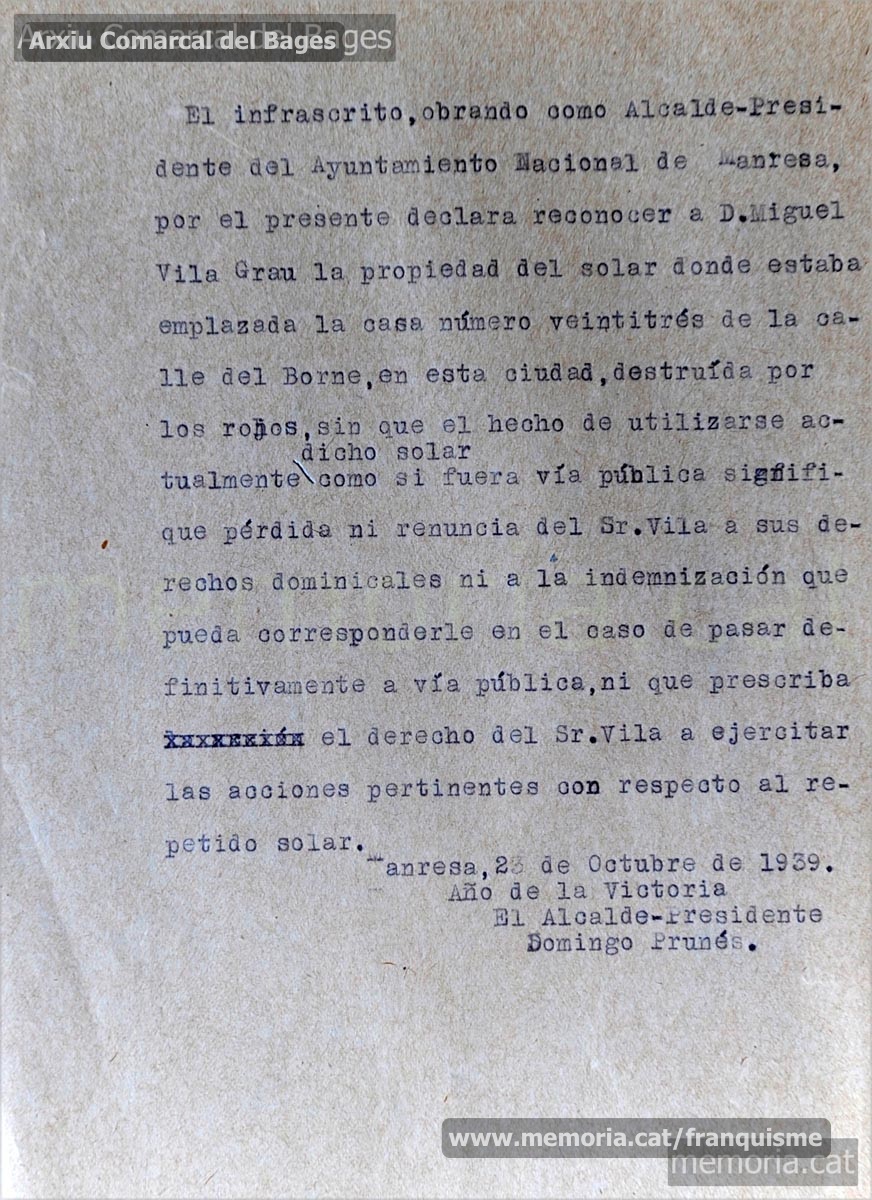 Arxiu Comarcal del Bages
El infrascrito,obrando como Alcalde-Presi-
dente del Ayuntamiento Nacional de Manresa,
por el presente declara reconocer a D.Miguel
Vila Grau la propiedad del solar donde estaba
emplazada la casa número veintitrés de la ca-
lle del Borne,en esta ciudad,destruída por
los rojos,sin que el hecho de utilizarse ac-
dicho solar
tualmente como si fuera vía pública signifi-
que pérdida ni renuncia del Sr.Vila a sus de-
rechos dominicales ni a la indemnización que
pueda corresponderle en el caso de pasar de-
finitivamente a vía pública,ni que prescriba
el derecho del Sr.Vila a ejercitar
las acciones pertinentes con respecto al re-
petido solar.
Manresa,23 de Octubre de 1939.
Año de la Victoria
El Alcalde-Presidente
Domingo Prunés.
www.memoria.cat/franquisme
memoria.cat